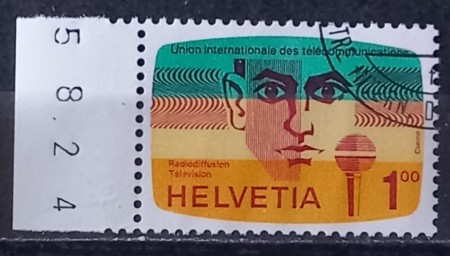 5 8.2 4
Union internationale des télécommunications
Radiodiffusion
Télévision
HELVETIA
1 00